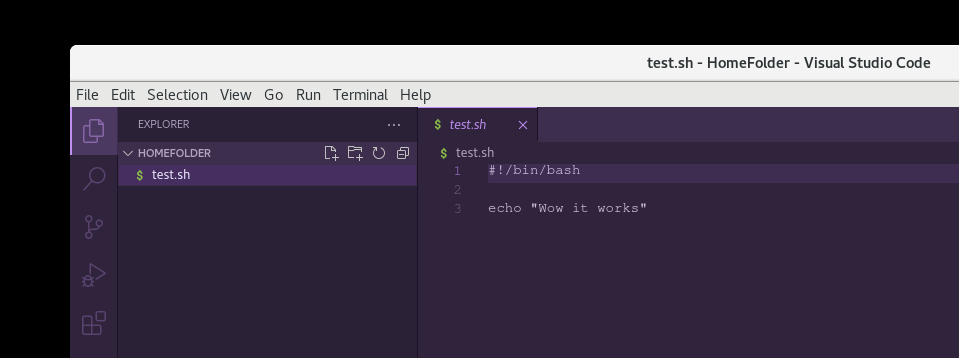 test.sh - HomeFolder - Visual Studio Code
File Edit Selection View Go Run Terminal Help
EXPLORER
HOMEFOLDER
$ test.sh
$ test.sh
$ test.sh
1 #!/bin/bash
2
3 echo "Wow it works"